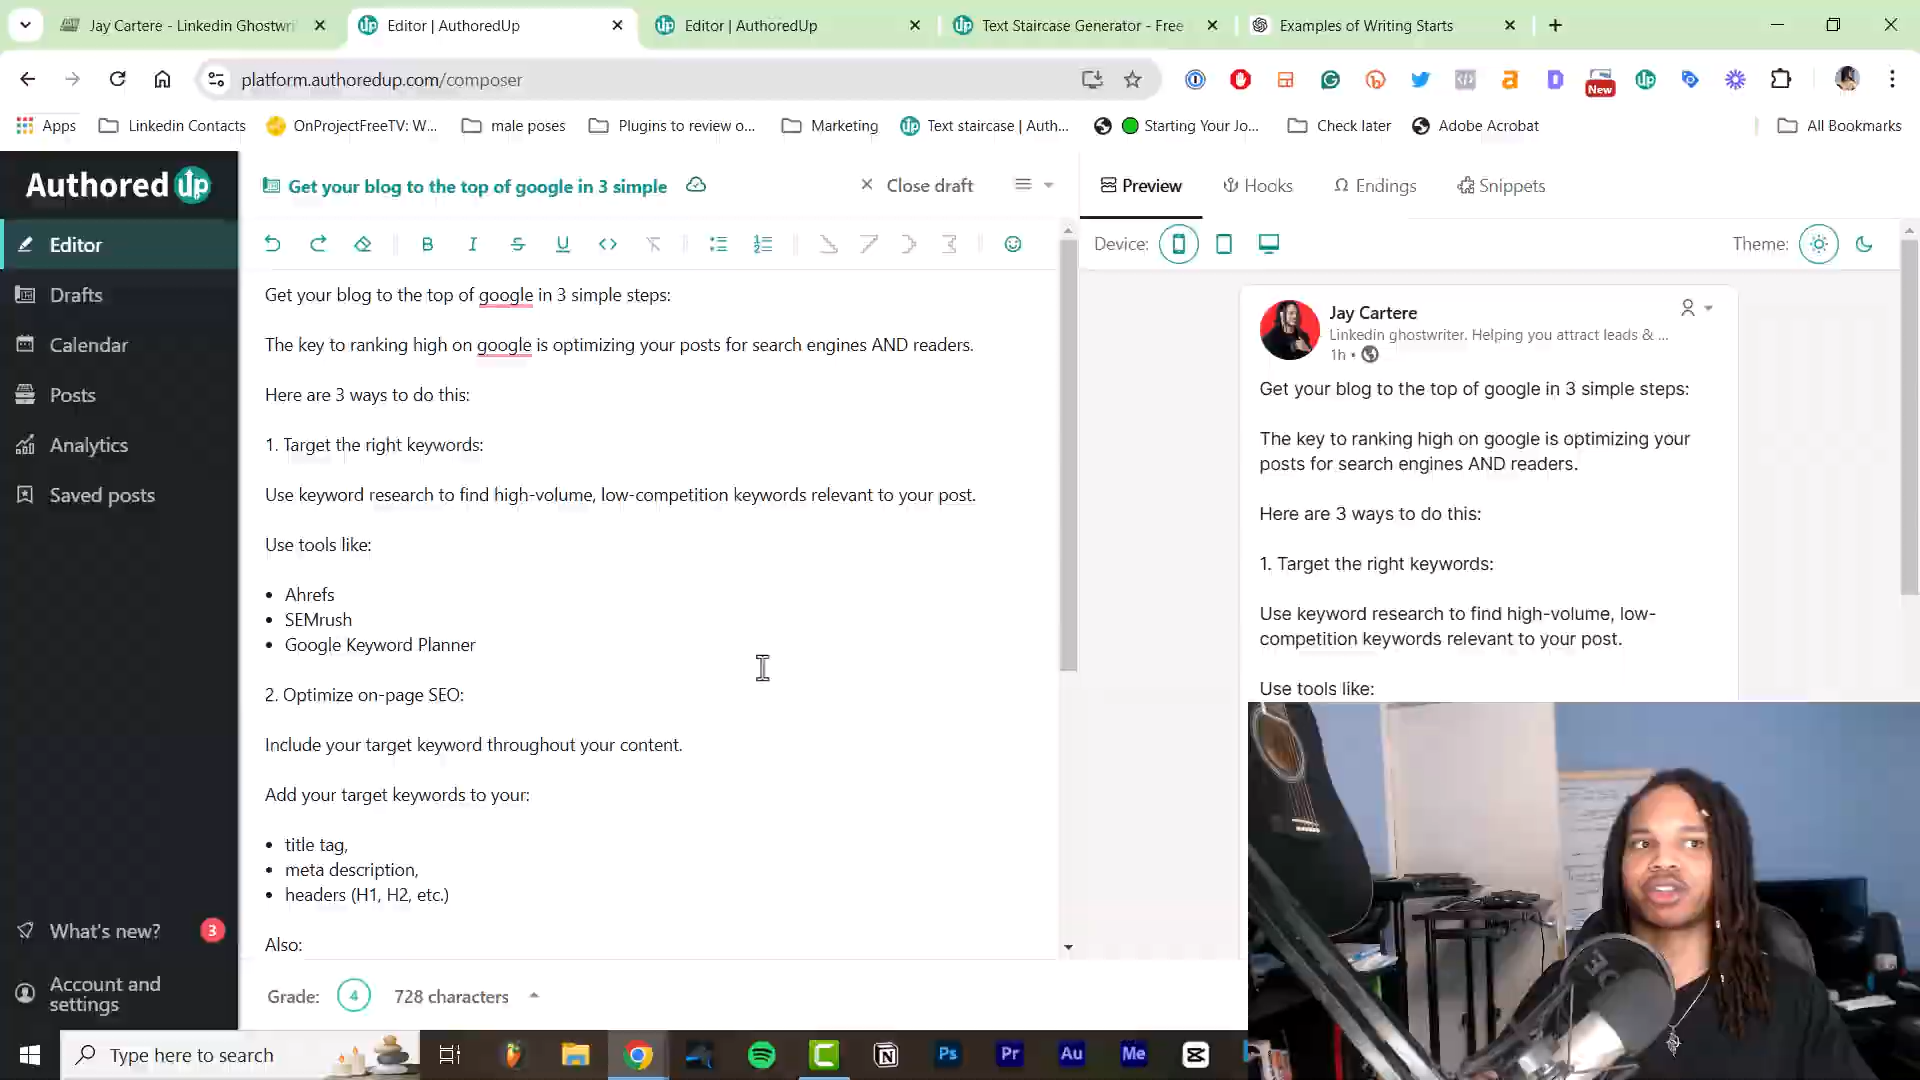 Jay Cartere - Linkedin Ghostwri
Editor | AuthoredUp
Editor | AuthoredUp
Text Staircase Generator - Free
Examples of Writing Starts
platform.authoredup.com/composer
New
Apps
Linkedin Contacts
OnProjectFreeTV: W...
male poses
Plugins to review o...
Marketing
Text staircase | Auth...
Starting Your Jo...
Check later
Adobe Acrobat
All Bookmarks
Authored up
Editor
Drafts
Calendar
Posts
Analytics
Saved posts
What's new?
3
Account and
settings
Get your blog to the top of google in 3 simple
Close draft
Get your blog to the top of google in 3 simple steps:
The key to ranking high on google is optimizing your posts for search engines AND readers.
Here are 3 ways to do this:
1. Target the right keywords:
Use keyword research to find high-volume, low-competition keywords relevant to your post.
Use tools like:
• Ahrefs
• SEMrush
• Google Keyword Planner
2. Optimize on-page SEO:
Include your target keyword throughout your content.
Add your target keywords to your:
• title tag,
• meta description,
• headers (H1, H2, etc.)
Also:
Grade:
4
728 characters
Preview
Hooks
Endings
Snippets
Device:
Theme:
Jay Cartere
Linkedin ghostwriter. Helping you attract leads & ...
1h •
Get your blog to the top of google in 3 simple steps:
The key to ranking high on google is optimizing your
posts for search engines AND readers.
Here are 3 ways to do this:
1. Target the right keywords:
Use keyword research to find high-volume, low-
competition keywords relevant to your post.
Use tools like:
Type here to search
Ps
Pr
Au
Me